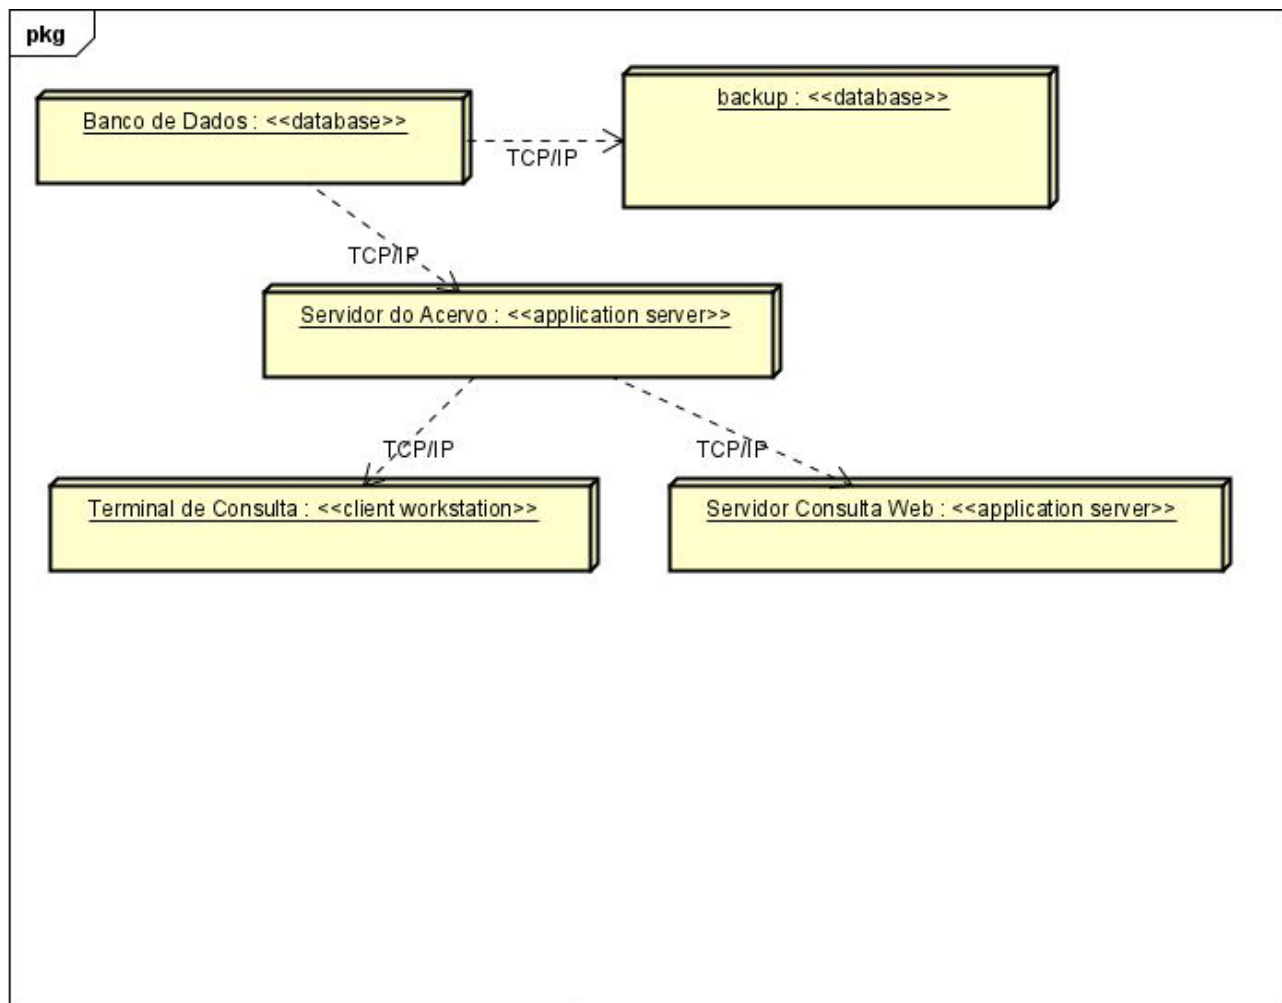 pkg
Banco de Dados : <<database>>
backup : <<database>>
TCP/IP
TCP/IP
Servidor do Acervo : <<application server>>
TCP/IP
TCP/IP
Terminal de Consulta : <<client workstation>>
Servidor Consulta Web : <<application server>>